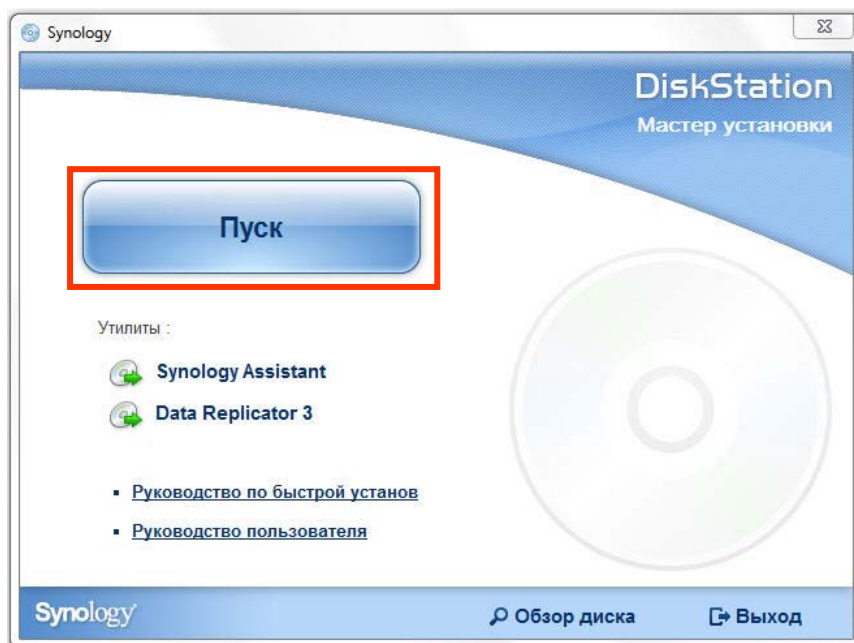 Synology
DiskStation
Мастер установки
Пуск
Утилиты :
Synology Assistant
Data Replicator 3
Руководство по быстрой установ
Руководство пользователя
Synology
Обзор диска
Выход